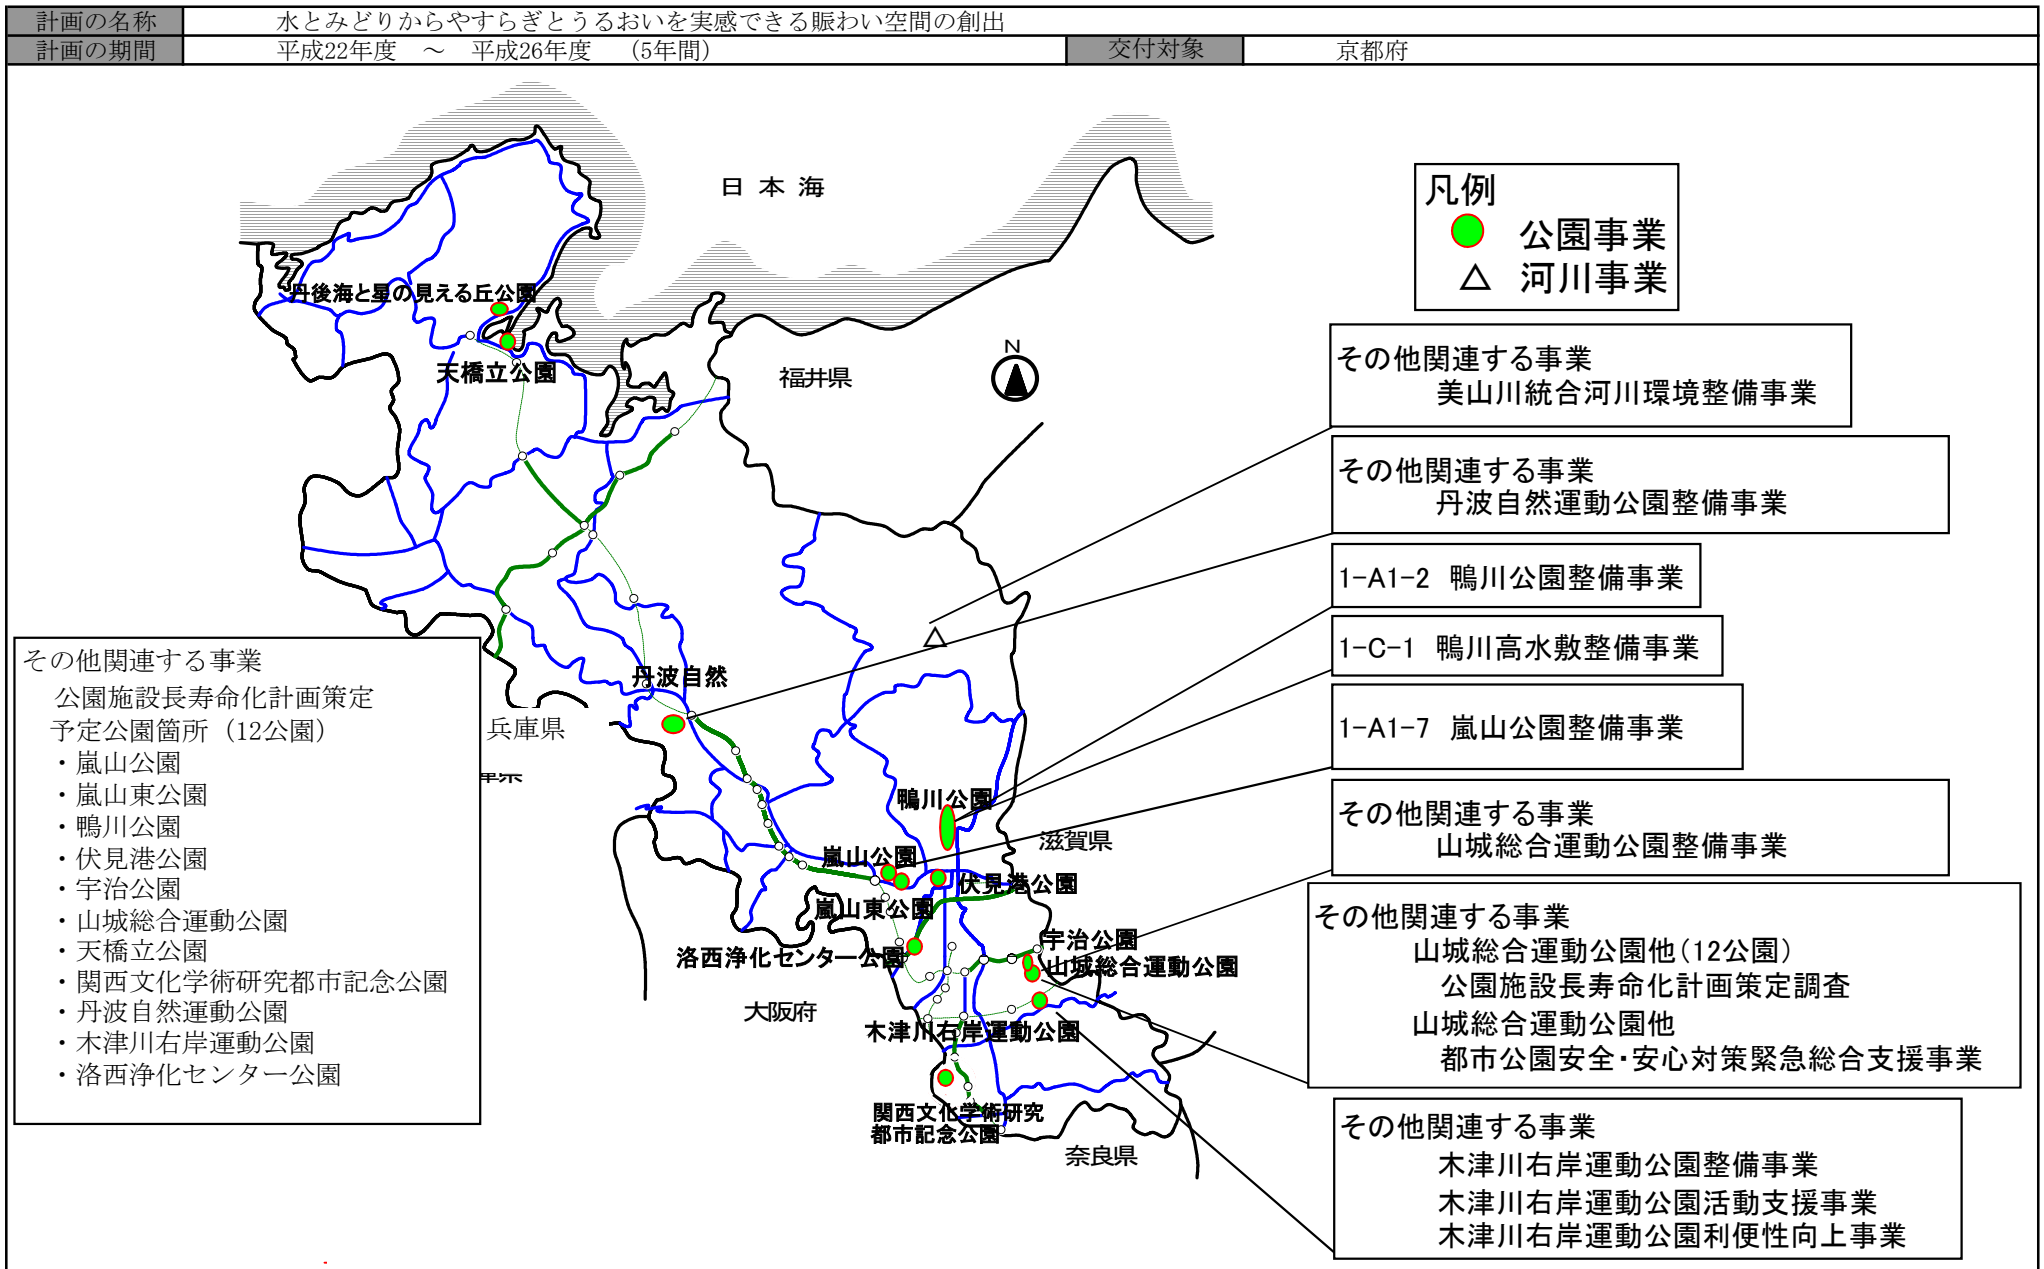 計画の名称 水とみどりからやすらぎとうるおいを実感できる賑わい空間の創出
計画の期間 平成22年度 ～ 平成26年度 (5年間) 交付対象 京都府
日本海
凡例
公園事業
河川事業
丹後海と星の見える丘公園
天橋立公園
福井県
N
その他関連する事業
美山川統合河川環境整備事業
その他関連する事業
丹波自然運動公園整備事業
1-A1-2 鴨川公園整備事業
1-C-1 鴨川高水敷整備事業
1-A1-7 嵐山公園整備事業
その他関連する事業
山城総合運動公園整備事業
その他関連する事業
山城総合運動公園他(12公園)
公園施設長寿命化計画策定調査
山城総合運動公園他
都市公園安全・安心対策緊急総合支援事業
その他関連する事業
木津川右岸運動公園整備事業
木津川右岸運動公園活動支援事業
木津川右岸運動公園利便性向上事業
その他関連する事業
公園施設長寿命化計画策定
予定公園箇所（12公園）
・嵐山公園
・嵐山東公園
・鴨川公園
・伏見港公園
・宇治公園
・山城総合運動公園
・天橋立公園
・関西文化学術研究都市記念公園
・丹波自然運動公園
・木津川右岸運動公園
・洛西浄化センター公園
丹波自然
兵庫県
鴨川公園
滋賀県
嵐山公園
伏見港公園
嵐山東公園
宇治公園
洛西浄化センター公園
山城総合運動公園
大阪府
木津川右岸運動公園
関西文化学術研究
都市記念公園
奈良県